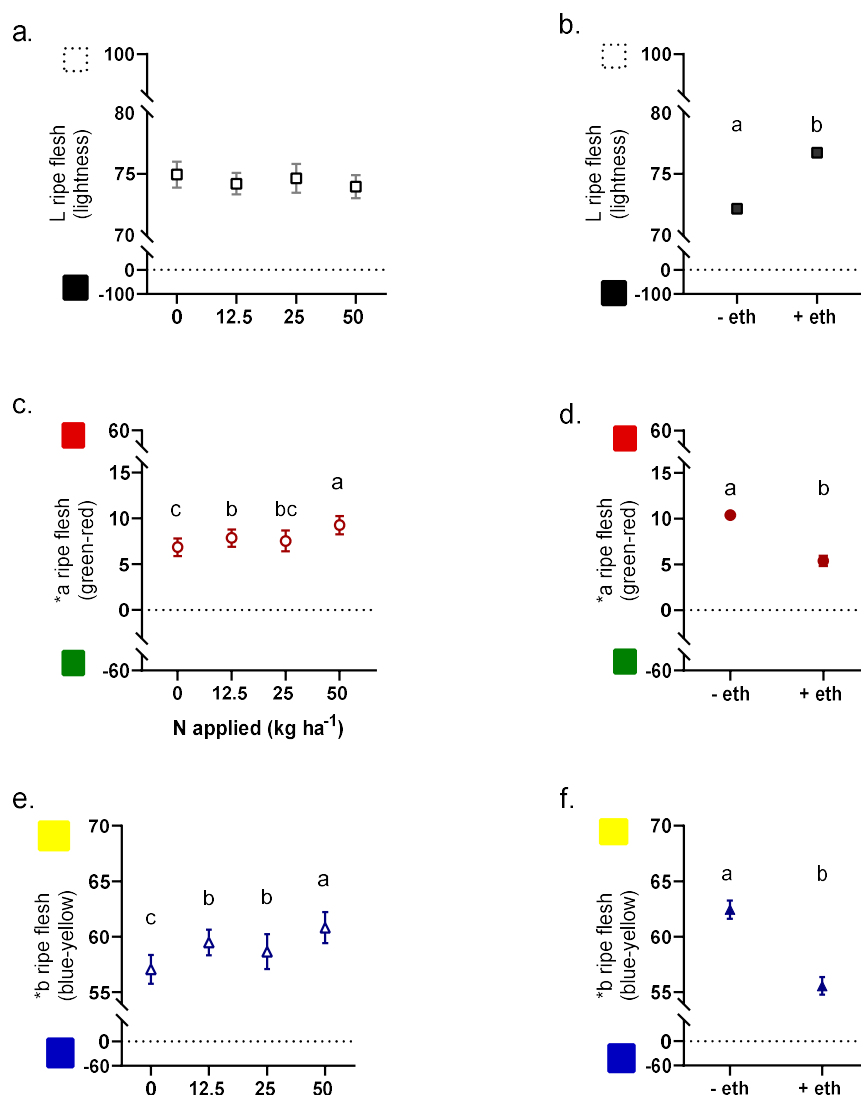 a.
100
80
75
70
0
-100
L ripe flesh
(lightness)
0 12.5 25 50
b.
100
80
75
70
0
-100
L ripe flesh
(lightness)
a b
- eth + eth
c.
60
15
10
5
0
-60
*a ripe flesh
(green-red)
c b bc a
0 12.5 25 50
N applied (kg ha-1)
d.
60
15
10
5
0
-60
*a ripe flesh
(green-red)
a b
- eth + eth
e.
70
65
60
55
0
-60
*b ripe flesh
(blue-yellow)
c b b a
0 12.5 25 50
f.
70
65
60
55
0
-60
*b ripe flesh
(blue-yellow)
a b
- eth + eth